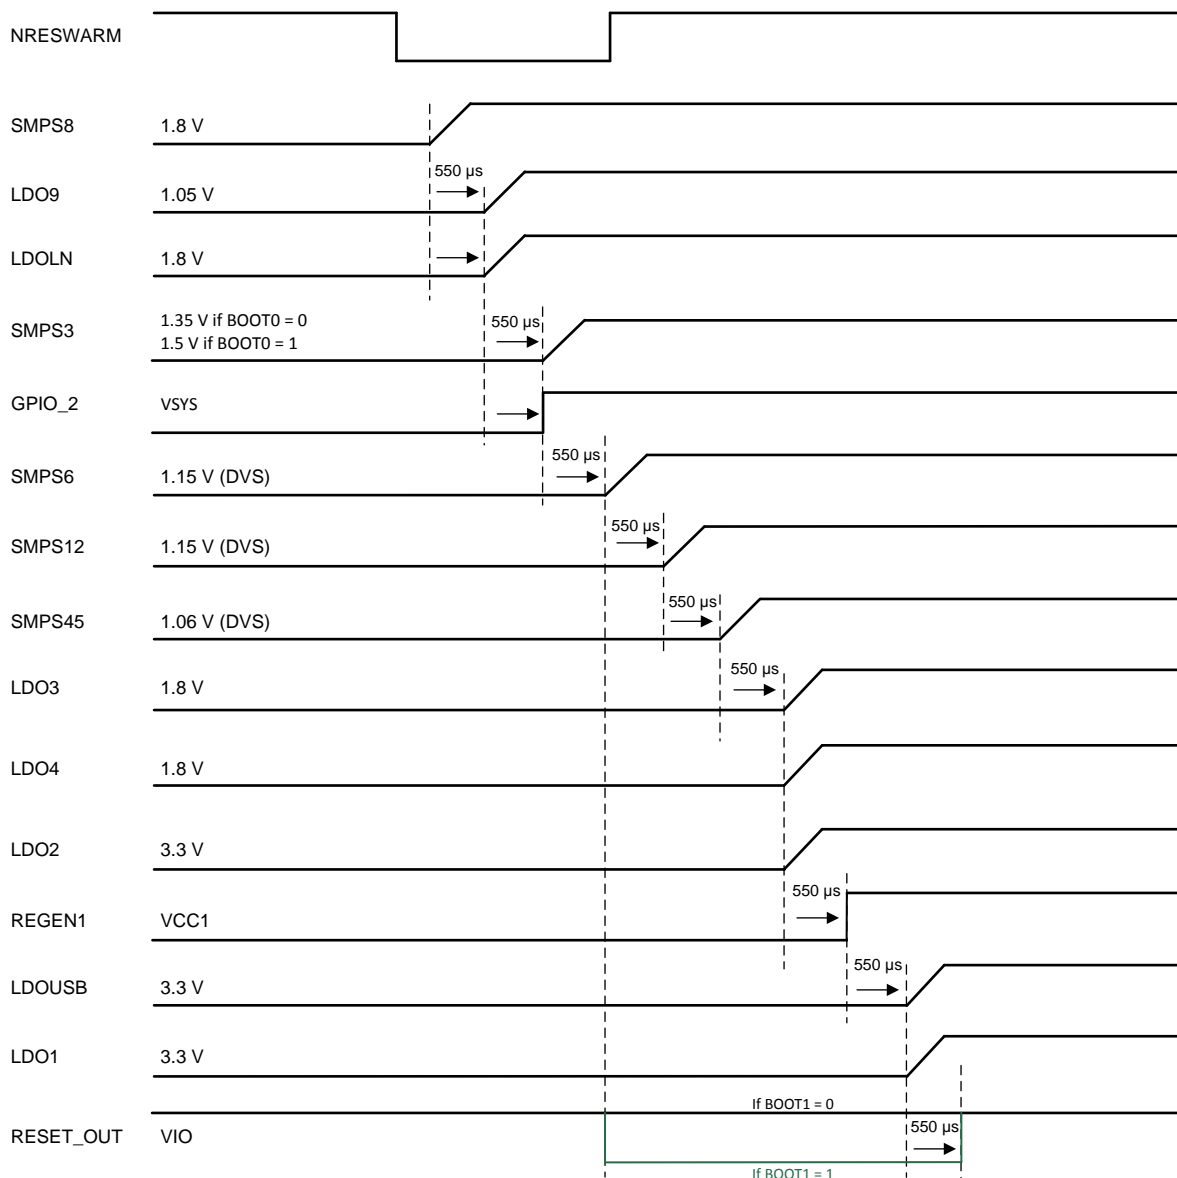 NRESWARM
SMPS8 1.8 V
550 µs
LDO9 1.05 V
LDOLN 1.8 V
1.35 V if BOOT0 = 0
SMPS3 550 µs
1.5 V if BOOT0 = 1
GPIO_2 VSYS
550 µs
SMPS6 1.15 V (DVS)
550 µs
SMPS12 1.15 V (DVS)
550 µs
SMPS45 1.06 V (DVS)
550 µs
LDO3 1.8 V
LDO4 1.8 V
LDO2 3.3 V
550 µs
REGEN1 VCC1
550 µs
LDOUSB 3.3 V
LDO1 3.3 V
If BOOT1 = 0
550 µs
RESET_OUT VIO
If BOOT1 = 1